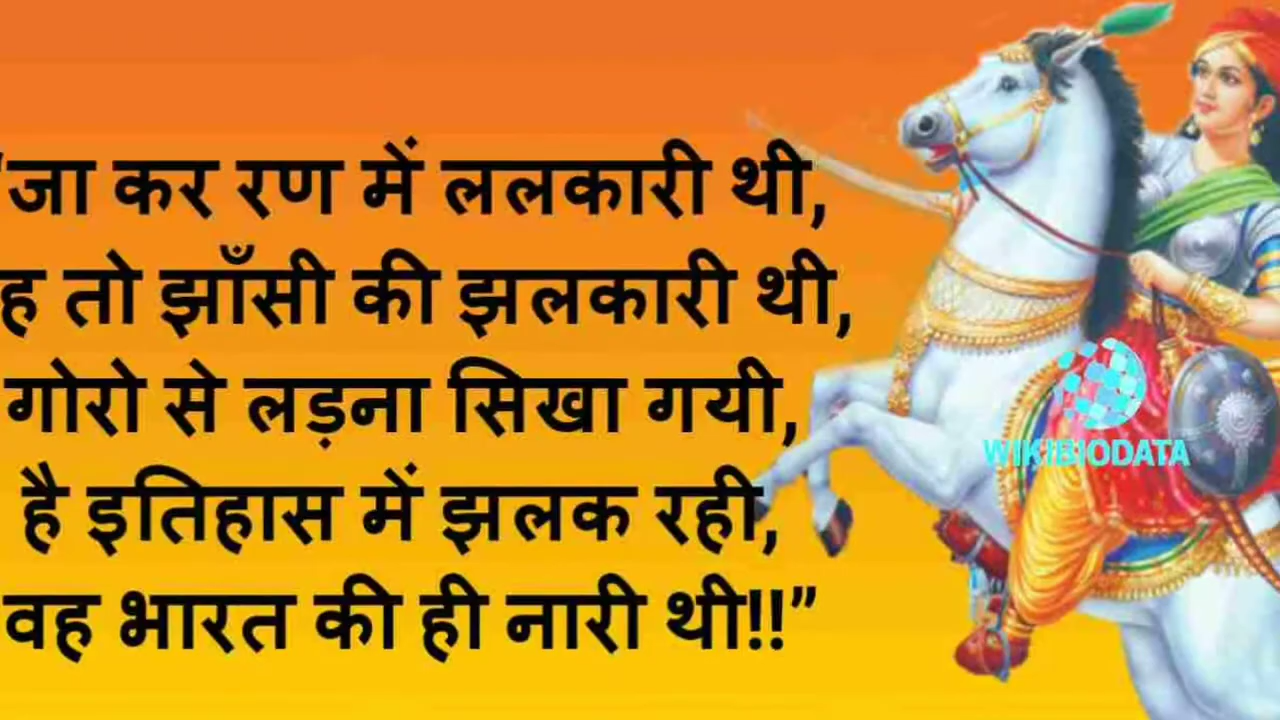 "जा कर रण में ललकारी थी,
ह तो झाँसी की झलकारी थी,
गोरो से लड़ना सिखा गयी,
है इतिहास में झलक रही,
वह भारत की ही नारी थी!!”
WIKIBIODATA